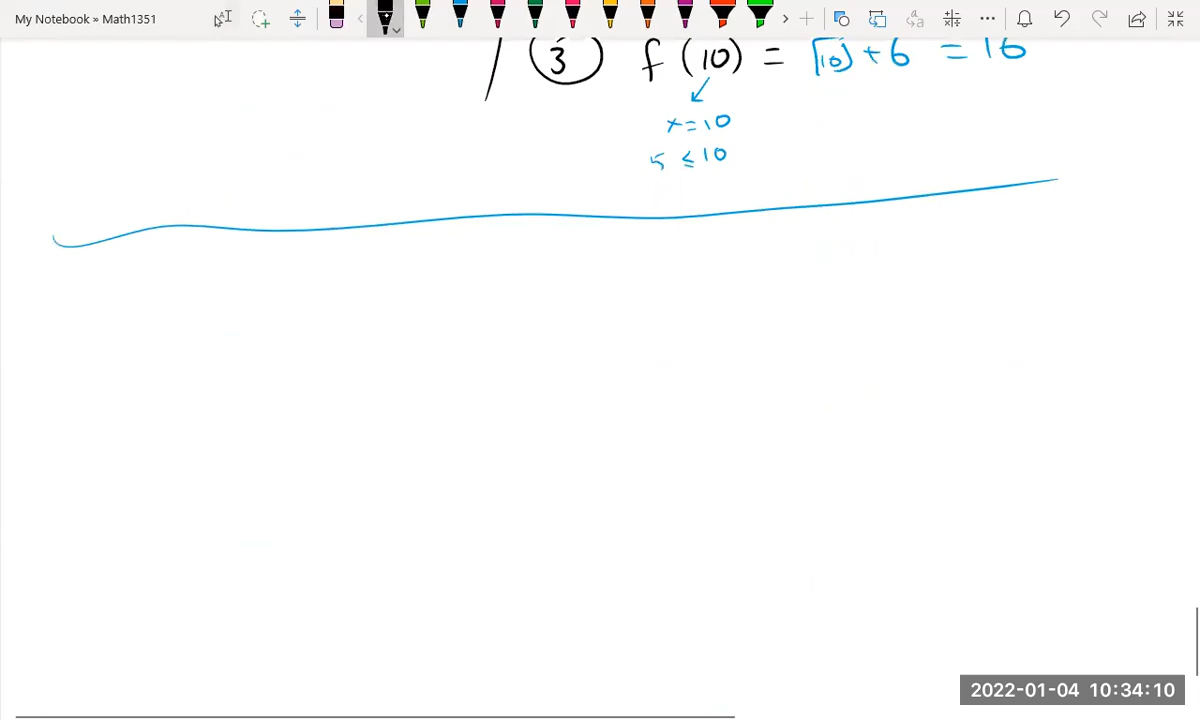 My Notebook » Math1351
③ f(10) = [10] + 6 = 16
x=10
5 ≤ 10
2022-01-04 10:34:10